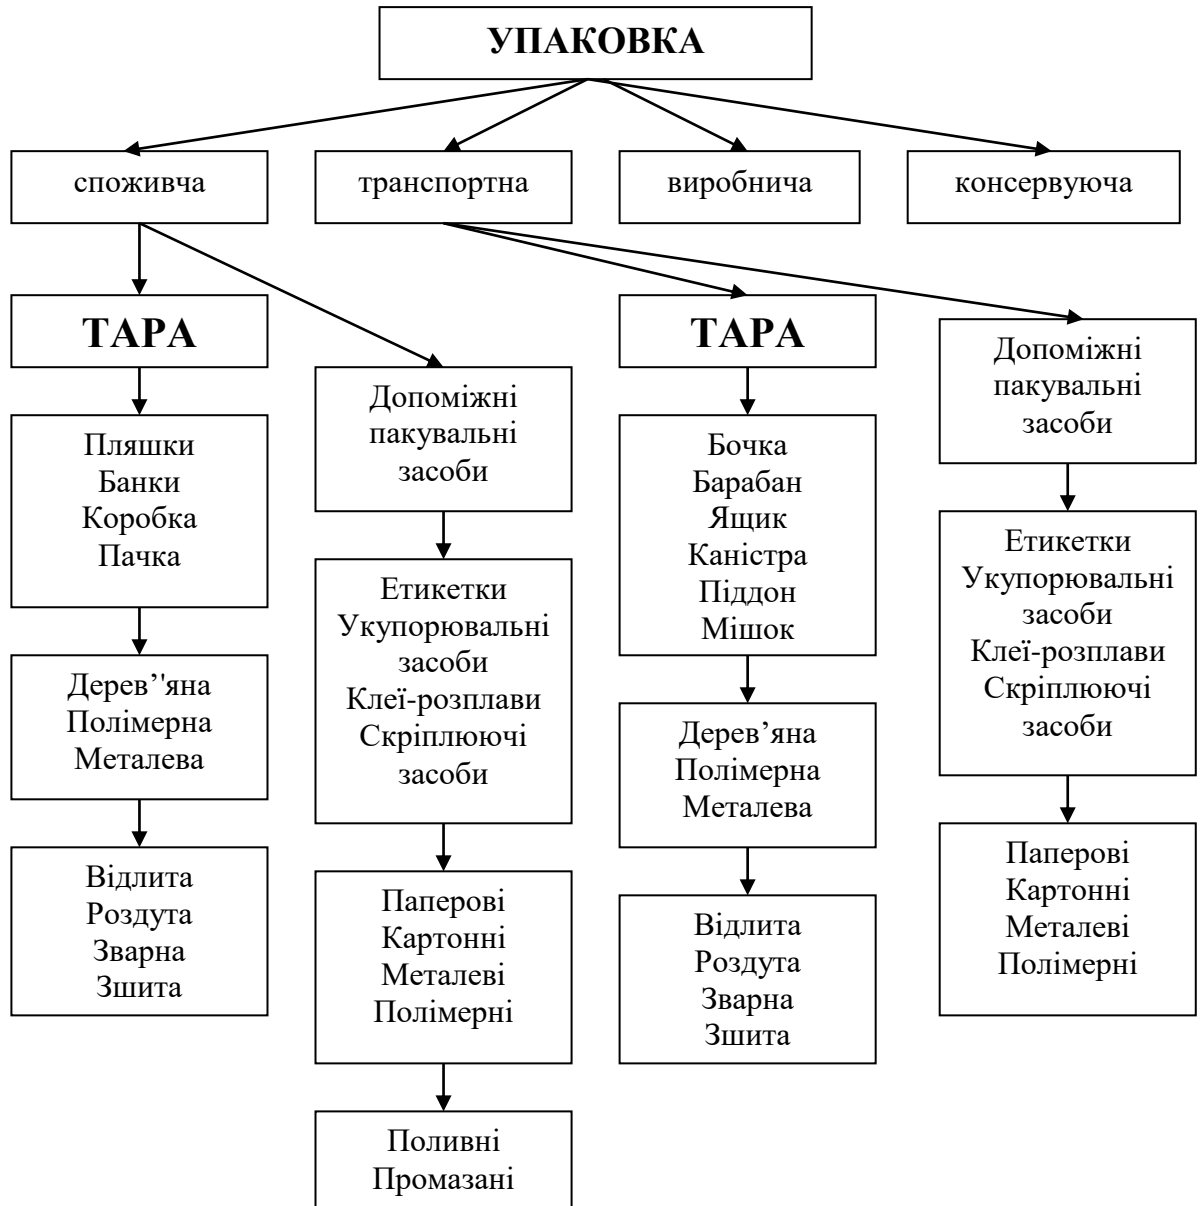 УПАКОВКА
споживча
транспортна
виробнича
консервуюча
ТАРА
Пляшки
Банки
Коробка
Пачка
Дерев’'яна
Полімерна
Металева
Відлита
Роздута
Зварна
Зшита
Допоміжні
пакувальні
засоби
Етикетки
Укупорювальні
засоби
Клеї-розплави
Скріплюючі
засоби
Паперові
Картонні
Металеві
Полімерні
Поливні
Промазані
ТАРА
Бочка
Барабан
Ящик
Каністра
Піддон
Мішок
Дерев’яна
Полімерна
Металева
Відлита
Роздута
Зварна
Зшита
Допоміжні
пакувальні
засоби
Етикетки
Укупорювальні
засоби
Клеї-розплави
Скріплюючі
засоби
Паперові
Картонні
Металеві
Полімерні